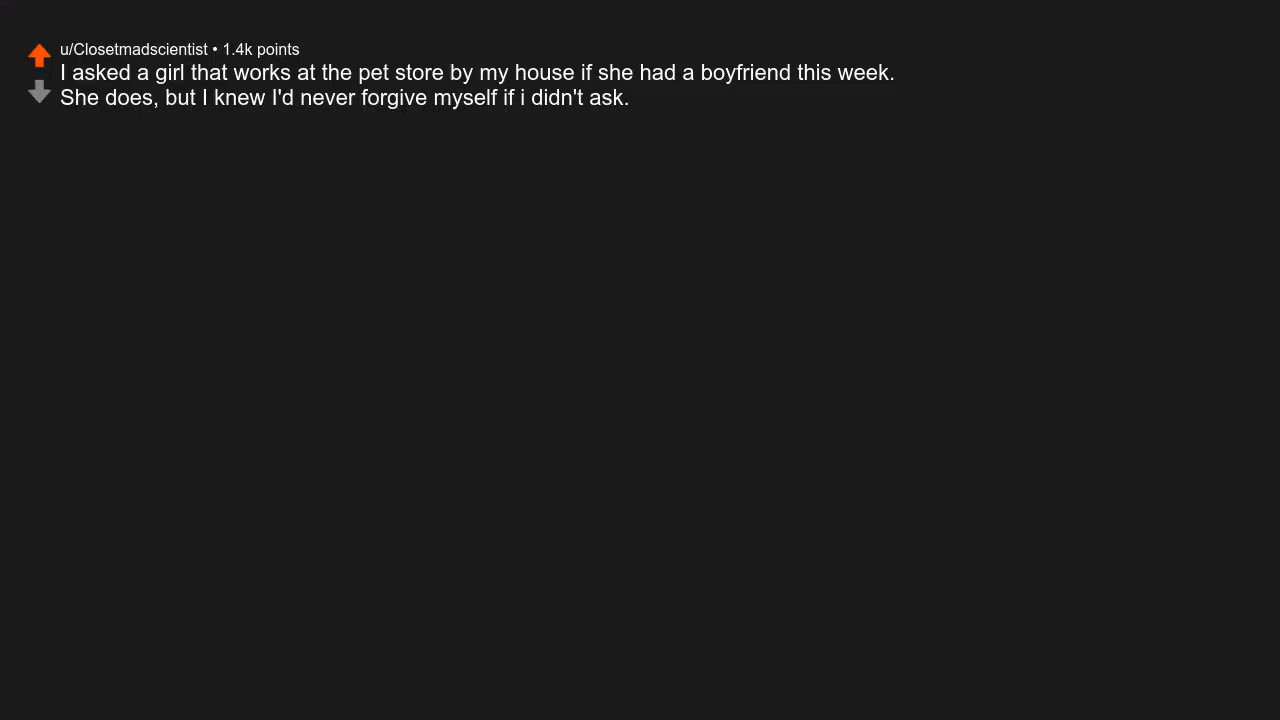 u/Closetmadscientist • 1.4k points
I asked a girl that works at the pet store by my house if she had a boyfriend this week.
She does, but I knew I'd never forgive myself if i didn't ask.